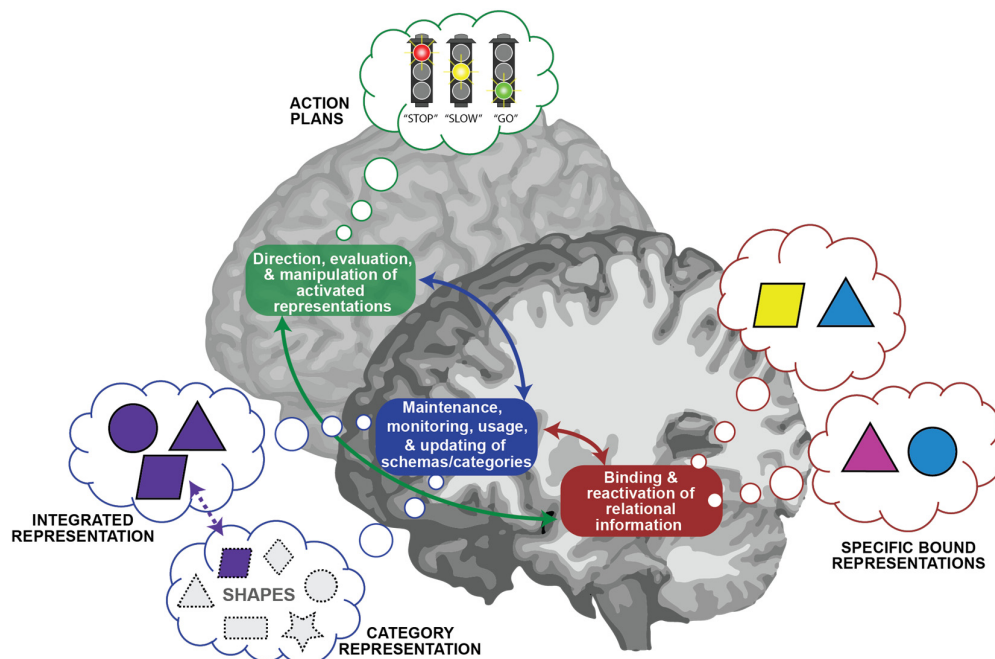 ACTION
PLANS
“STOP” “SLOW” “GO”
Direction, evaluation,
& manipulation of
activated
representations
Maintenance,
monitoring, usage,
& updating of
schemas/categories
Binding &
reactivation of
relational
information
INTEGRATED
REPRESENTATION
SHAPES
CATEGORY
REPRESENTATION
SPECIFIC BOUND
REPRESENTATIONS